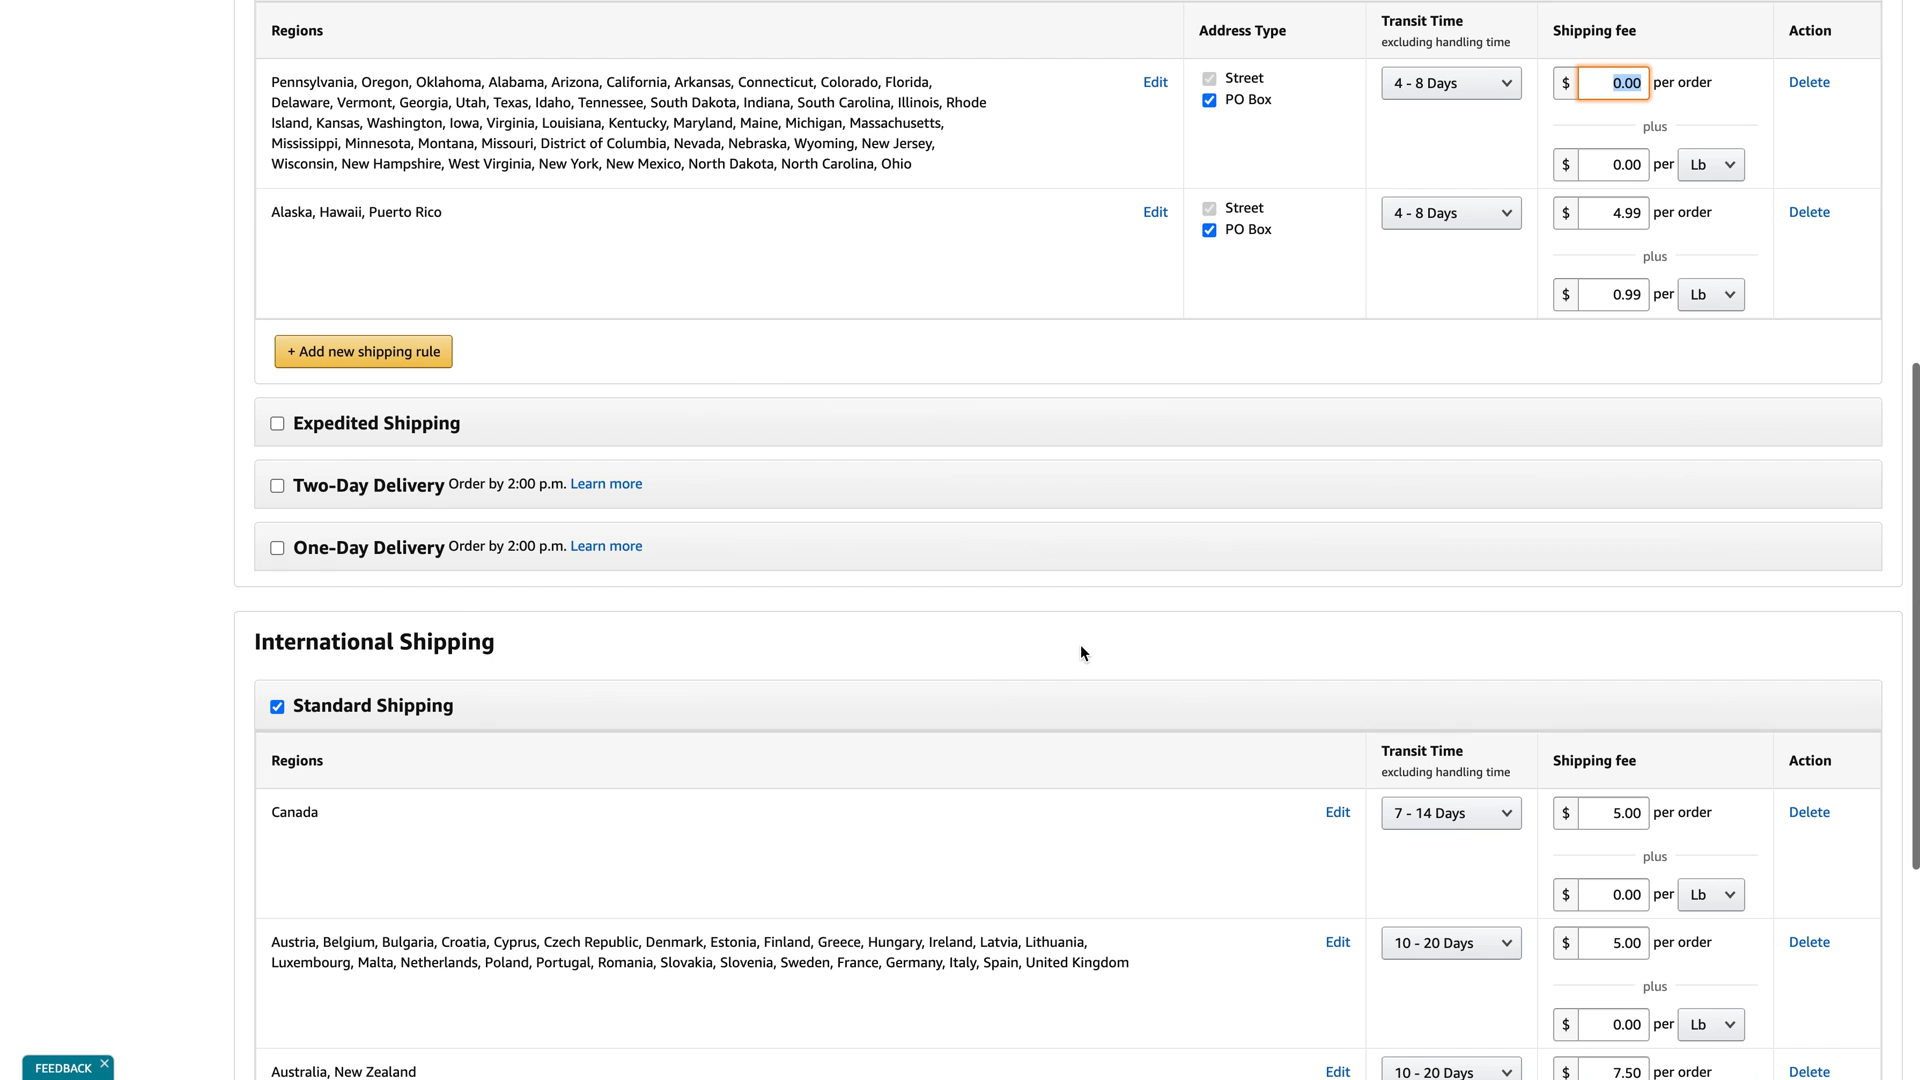 Regions
Address Type
Transit Time
excluding handling time
Shipping fee
Action
Pennsylvania, Oregon, Oklahoma, Alabama, Arizona, California, Arkansas, Connecticut, Colorado, Florida,
Delaware, Vermont, Georgia, Utah, Texas, Idaho, Tennessee, South Dakota, Indiana, South Carolina, Illinois, Rhode
Island, Kansas, Washington, Iowa, Virginia, Louisiana, Kentucky, Maryland, Maine, Michigan, Massachusetts,
Mississippi, Minnesota, Montana, Missouri, District of Columbia, Nevada, Nebraska, Wyoming, New Jersey,
Wisconsin, New Hampshire, West Virginia, New York, New Mexico, North Dakota, North Carolina, Ohio
Edit
Street
PO Box
4 - 8 Days
$ 0.00 per order
plus
$ 0.00 per Lb
Delete
Alaska, Hawaii, Puerto Rico
Edit
Street
PO Box
4 - 8 Days
$ 4.99 per order
plus
$ 0.99 per Lb
Delete
+ Add new shipping rule
Expedited Shipping
Two-Day Delivery Order by 2:00 p.m. Learn more
One-Day Delivery Order by 2:00 p.m. Learn more
International Shipping
Standard Shipping
Regions
Transit Time
excluding handling time
Shipping fee
Action
Canada
Edit
7 - 14 Days
$ 5.00 per order
plus
$ 0.00 per Lb
Delete
Austria, Belgium, Bulgaria, Croatia, Cyprus, Czech Republic, Denmark, Estonia, Finland, Greece, Hungary, Ireland, Latvia, Lithuania,
Luxembourg, Malta, Netherlands, Poland, Portugal, Romania, Slovakia, Slovenia, Sweden, France, Germany, Italy, Spain, United Kingdom
Edit
10 - 20 Days
$ 5.00 per order
plus
$ 0.00 per Lb
Delete
Australia, New Zealand
Edit
10 - 20 Days
$ 7.50 per order
Delete
FEEDBACK